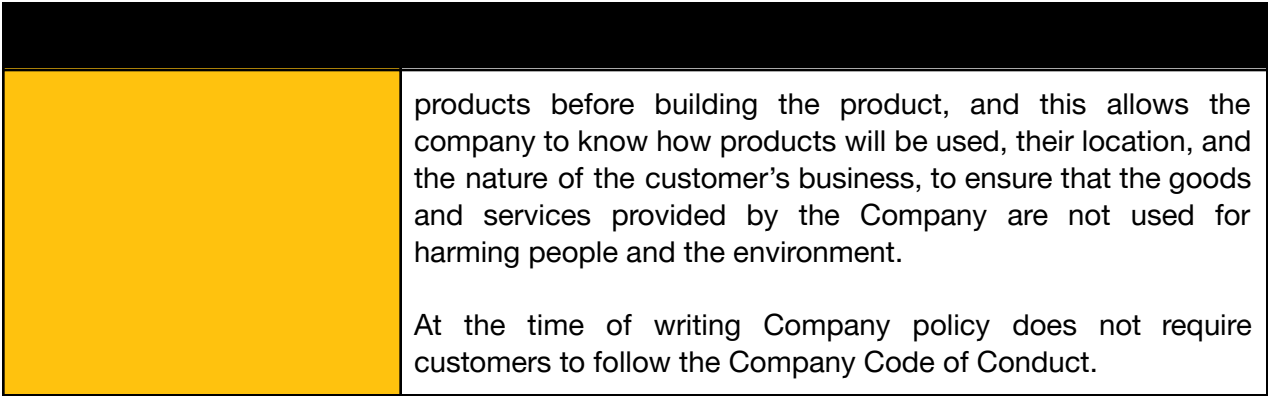 products before building the product, and this allows the
company to know how products will be used, their location, and
the nature of the customer’s business, to ensure that the goods
and services provided by the Company are not used for
harming people and the environment.
At the time of writing Company policy does not require
customers to follow the Company Code of Conduct.